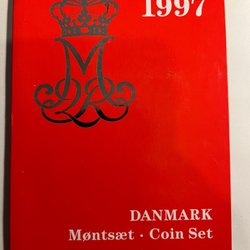 1997
DANMARK
Møntsæt · Coin Set